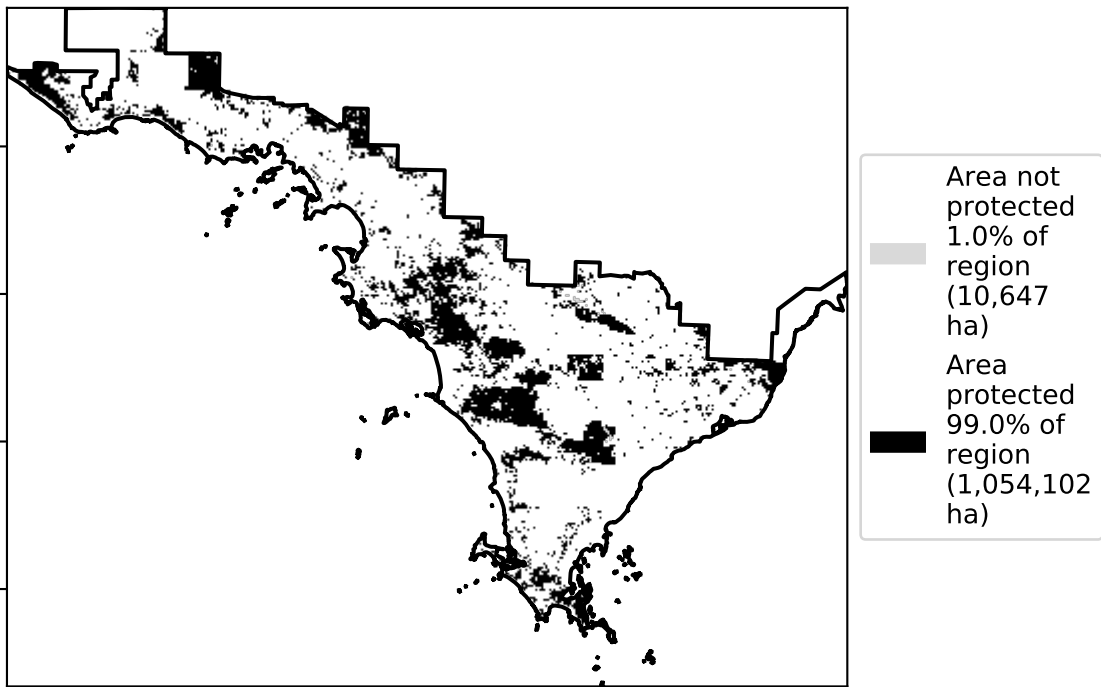 Area not
protected
1.0% of
region
(10,647
ha)
Area
protected
99.0% of
region
(1,054,102
ha)